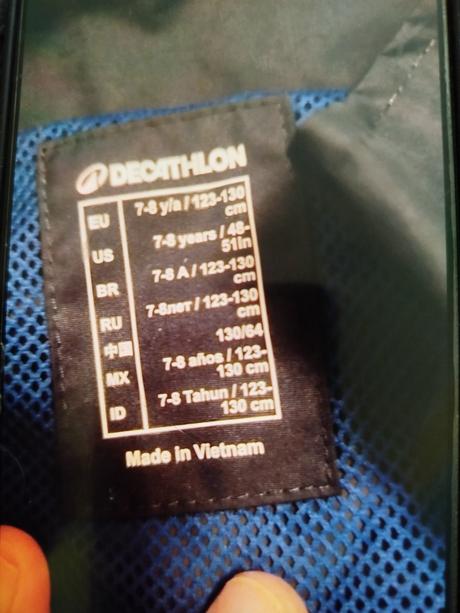 DECATHLON
EU 7-8 y/a / 123-130
cm
US 7-8 years / 48-
51in
BR 7-8 A / 123-130
cm
RU 7-8лет / 123-130
cm
中国 130/64
MX 7-8 años / 123-
130 cm
ID 7-8 Tahun / 123-
130 cm
Made in Vietnam